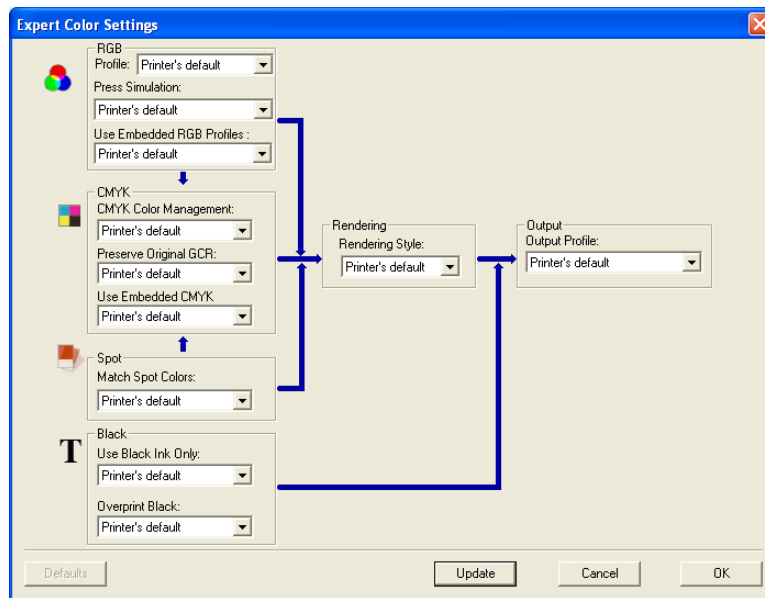 Expert Color Settings
RGB
Profile: Printer's default
Press Simulation:
Printer's default
Use Embedded RGB Profiles :
Printer's default
CMYK
CMYK Color Management:
Printer's default
Preserve Original GCR:
Printer's default
Use Embedded CMYK
Printer's default
Spot
Match Spot Colors:
Printer's default
T
Black
Use Black Ink Only:
Printer's default
Overprint Black:
Printer's default
Rendering
Rendering Style:
Printer's default
Output
Output Profile:
Printer's default
Defaults
Update
Cancel
OK